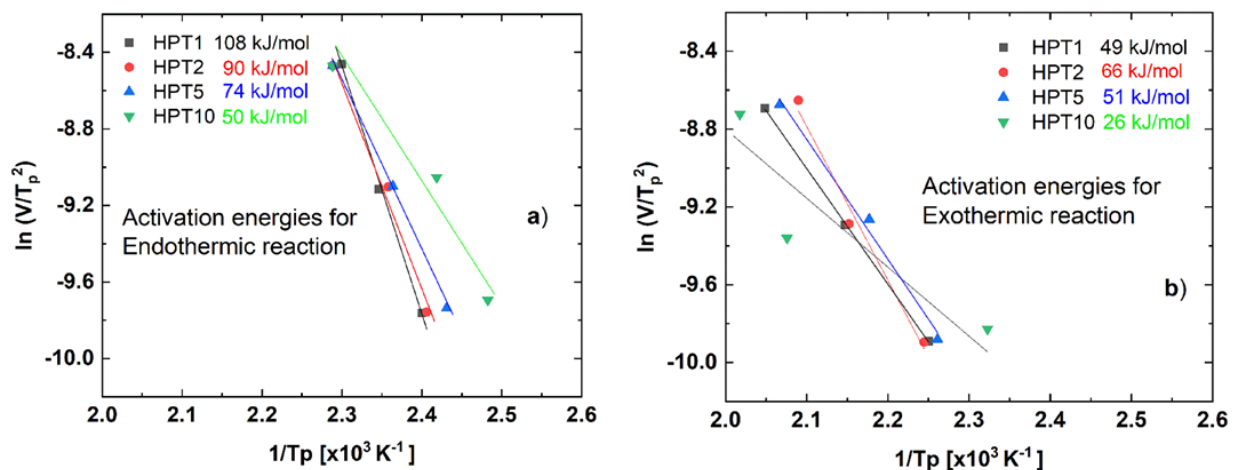 HPT1 108 kJ/mol
HPT2 90 kJ/mol
HPT5 74 kJ/mol
HPT10 50 kJ/mol
Activation energies for
Endothermic reaction
a)
ln (V/Tp²)
-8.4
-8.8
-9.2
-9.6
-10.0
2.0 2.1 2.2 2.3 2.4 2.5 2.6
1/Tp [x10³ K⁻¹]
HPT1 49 kJ/mol
HPT2 66 kJ/mol
HPT5 51 kJ/mol
HPT10 26 kJ/mol
Activation energies for
Exothermic reaction
b)
ln (V/Tp²)
-8.4
-8.8
-9.2
-9.6
-10.0
2.0 2.1 2.2 2.3 2.4 2.5 2.6
1/Tp [x10³ K⁻¹]